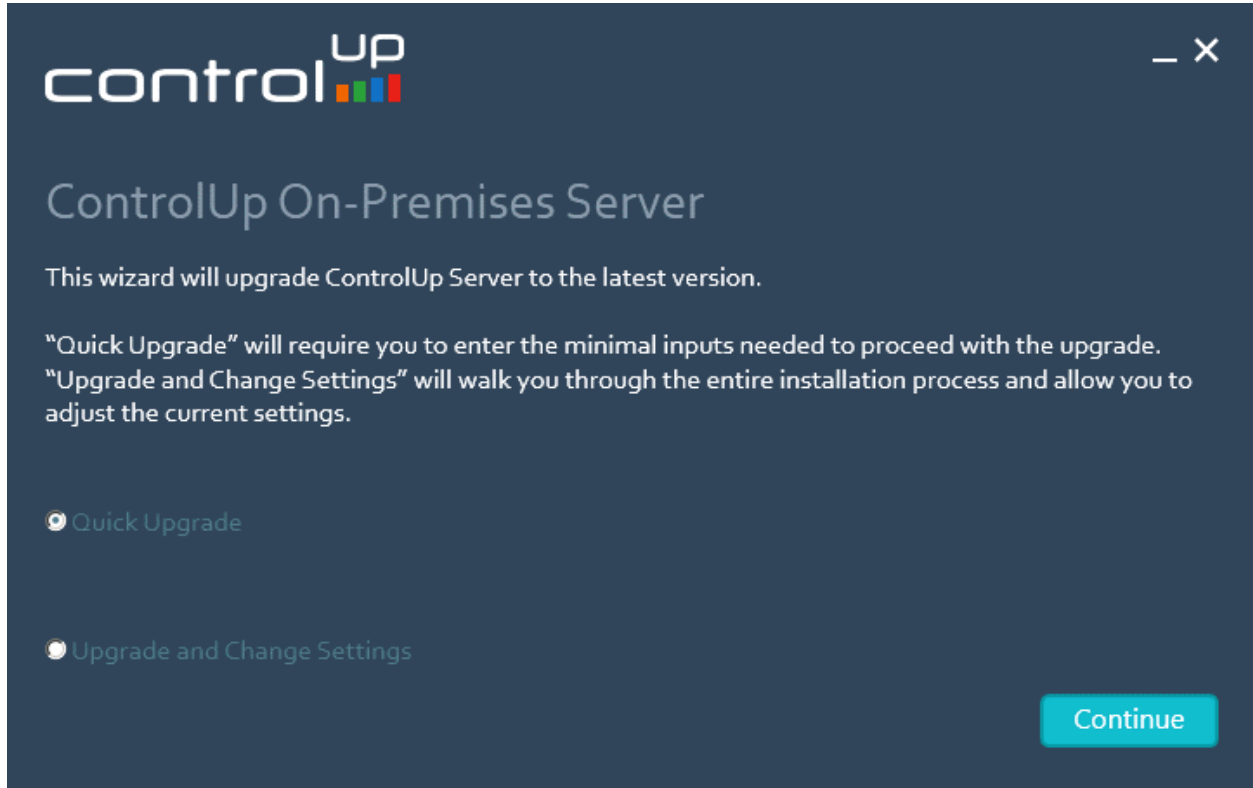 controlup
ControlUp On-Premises Server
This wizard will upgrade ControlUp Server to the latest version.
“Quick Upgrade” will require you to enter the minimal inputs needed to proceed with the upgrade.
“Upgrade and Change Settings” will walk you through the entire installation process and allow you to
adjust the current settings.
Quick Upgrade
Upgrade and Change Settings
Continue